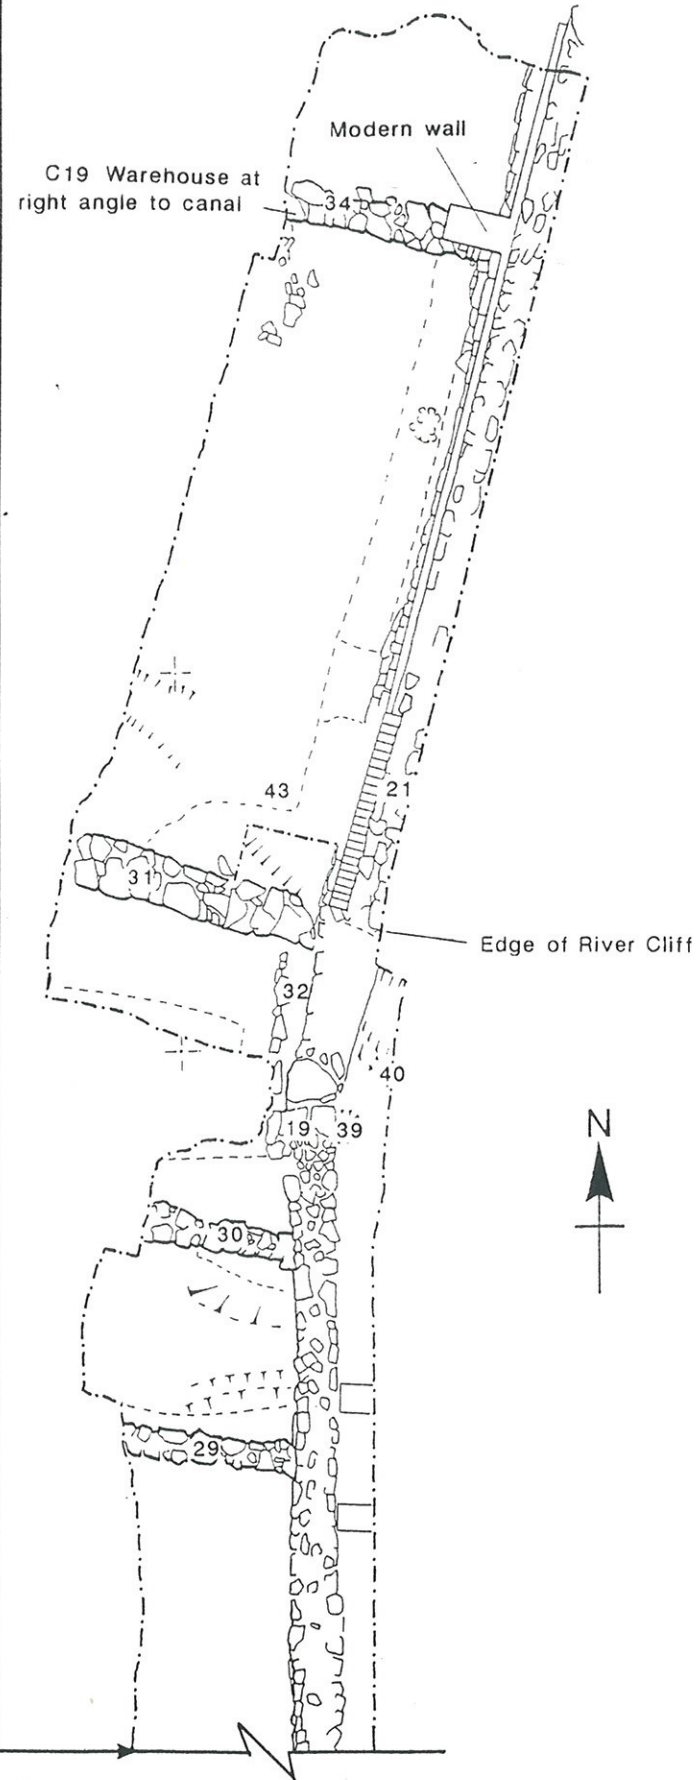 Modern wall
C19 Warehouse at
right angle to canal
34
43
21
31
Edge of River Cliff
32
40
19
39
N
30
29